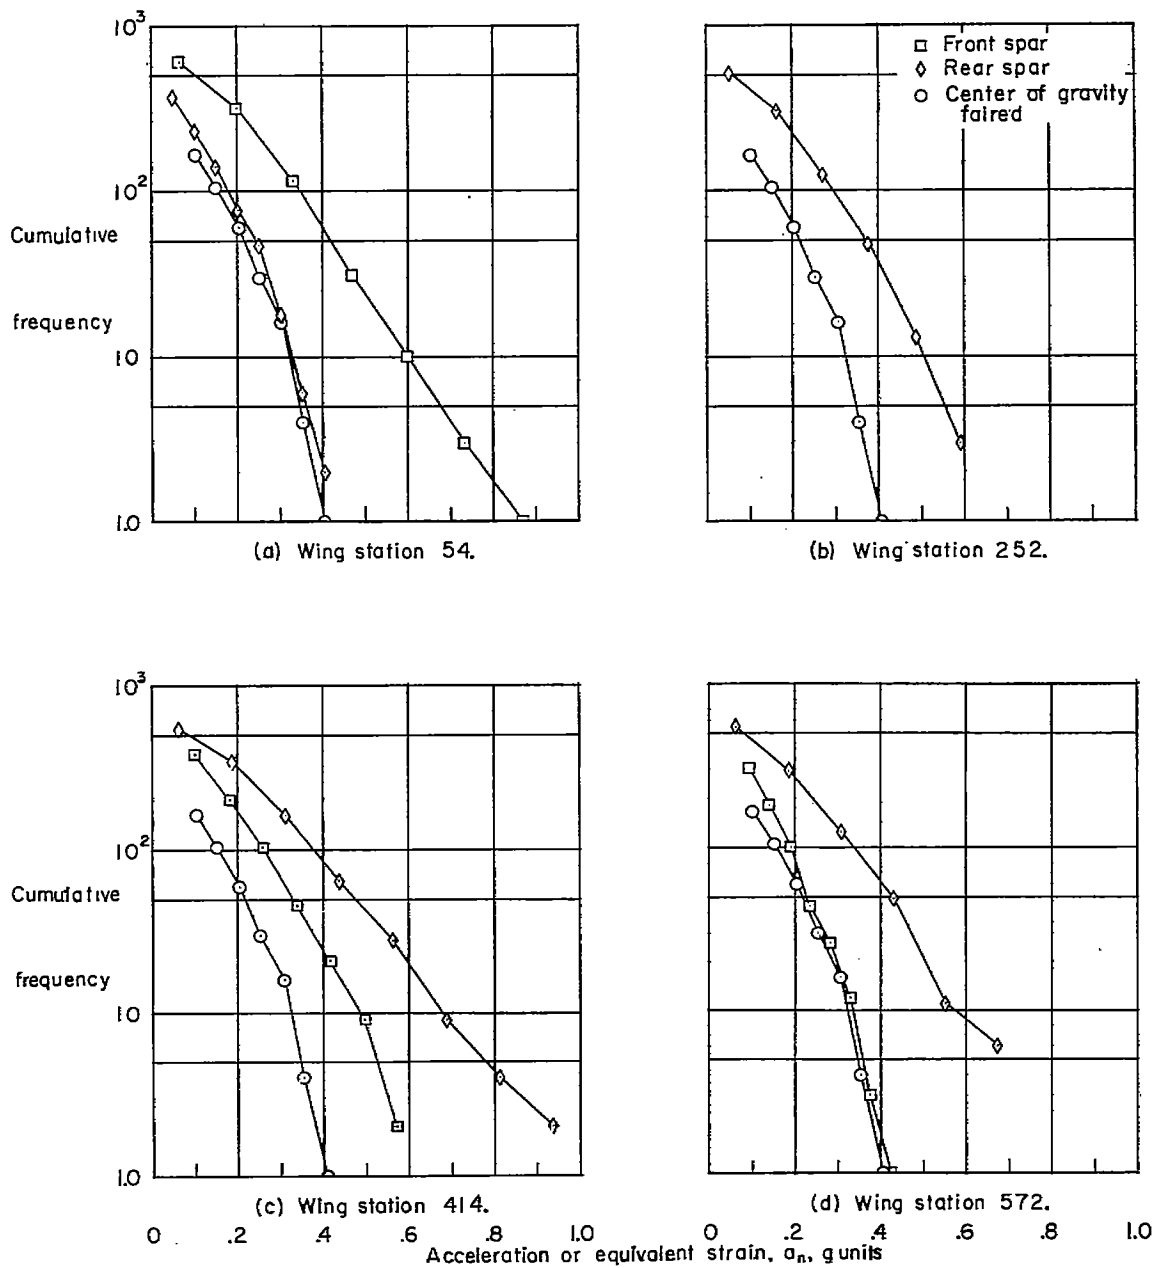 10³
□ Front spar
◊ Rear spar
○ Center of gravity
faired
10²
Cumulative
frequency
10
1.0
(a) Wing station 54.
(b) Wing station 252.
10³
10²
Cumulative
frequency
10
1.0
(c) Wing station 414.
(d) Wing station 572.
0 .2 .4 .6 .8 1.0
0 .2 .4 .6 .8 1.0
Acceleration or equivalent strain, aₙ, g units